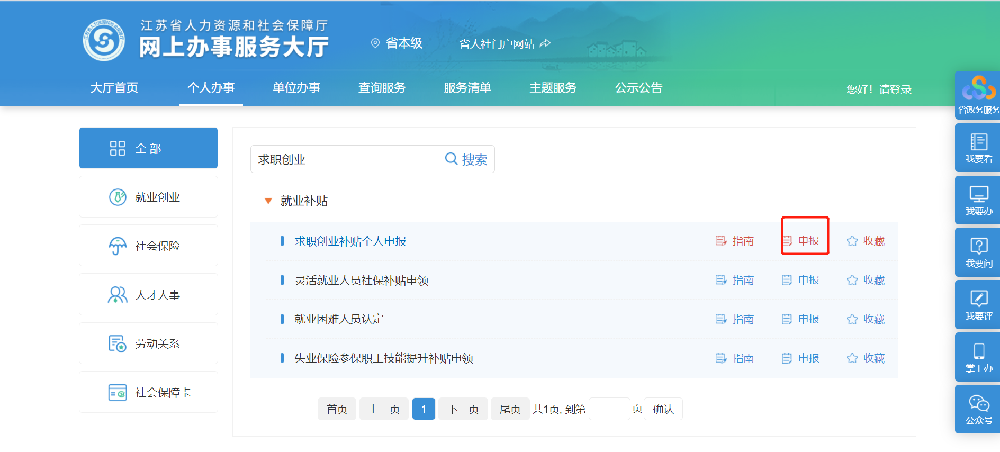 江苏省人力资源和社会保障厅
网上办事服务大厅
省本级
省人社门户网站
大厅首页 个人办事 单位办事 查询服务 服务清单 主题服务 公示公告
您好！请登录
省政务服务
我要看
我要办
我要问
我要评
掌上办
公众号
全部
就业创业
社会保险
人才人事
劳动关系
社会保障卡
求职创业 搜索
就业补贴
求职创业补贴个人申报 指南 申报 收藏
灵活就业人员社保补贴申领 指南 申报 收藏
就业困难人员认定 指南 申报 收藏
失业保险参保职工技能提升补贴申领 指南 申报 收藏
首页 上一页 1 下一页 尾页 共1页, 到第 页 确认